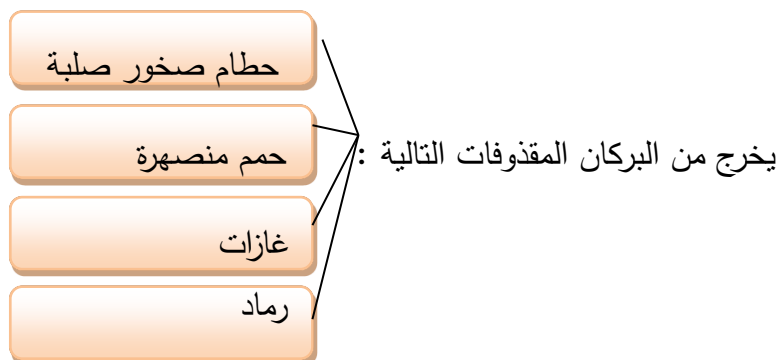 يخرج من البركان المقذوفات التالية :
حطام صخور صلبة
حمم منصهرة
غازات
رماد